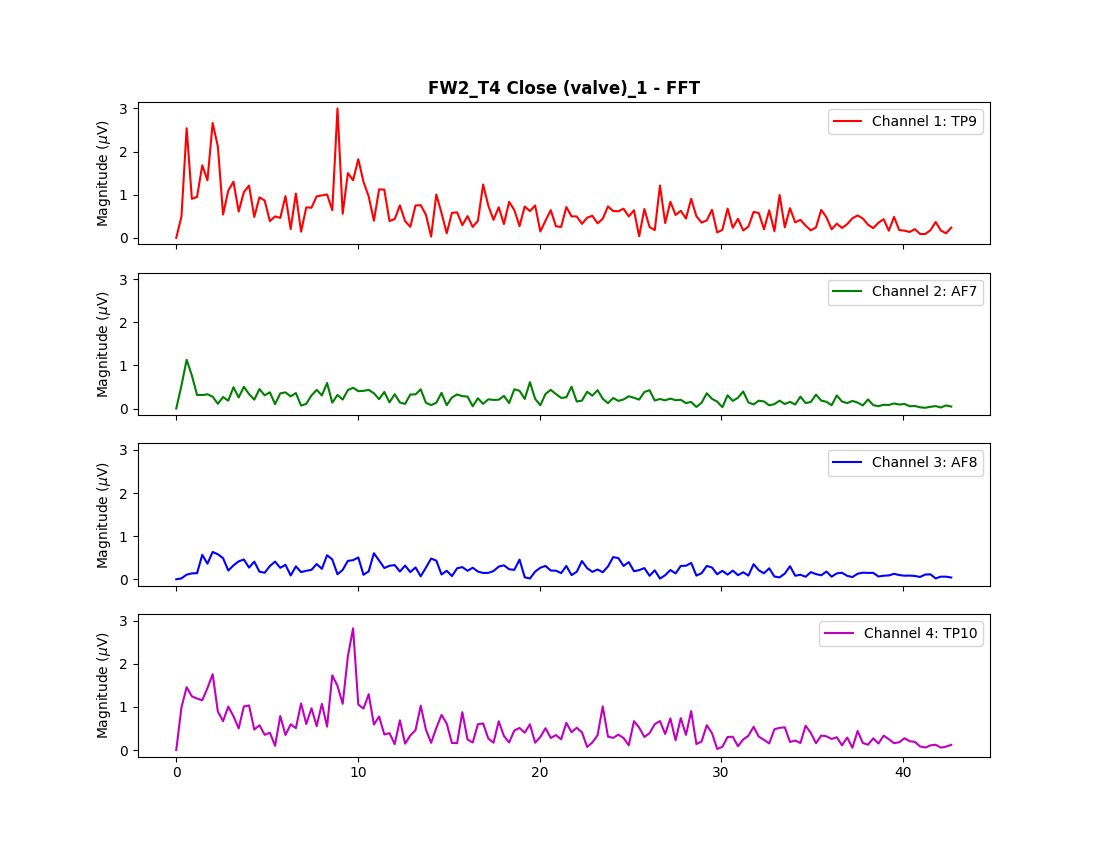 FW2_T4 Close (valve)_1 - FFT
3
2
1
0
Magnitude (μV)
Channel 1: TP9
3
2
1
0
Magnitude (μV)
Channel 2: AF7
3
2
1
0
Magnitude (μV)
Channel 3: AF8
3
2
1
0
Magnitude (μV)
Channel 4: TP10
0 10 20 30 40